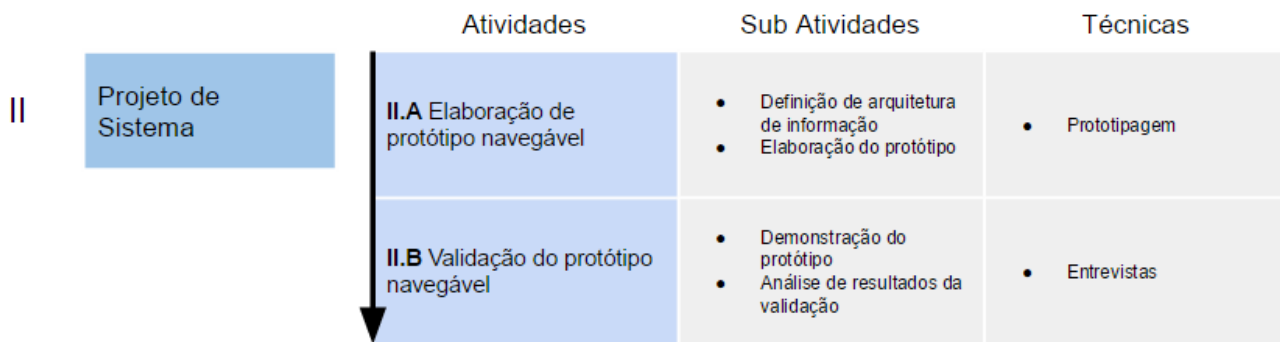 Atividades
Sub Atividades
Técnicas
II
Projeto de
Sistema
II.A Elaboração de
protótipo navegável
● Definição de arquitetura
de informação
● Elaboração do protótipo
● Prototipagem
II.B Validação do protótipo
navegável
● Demonstração do
protótipo
● Análise de resultados da
validação
● Entrevistas